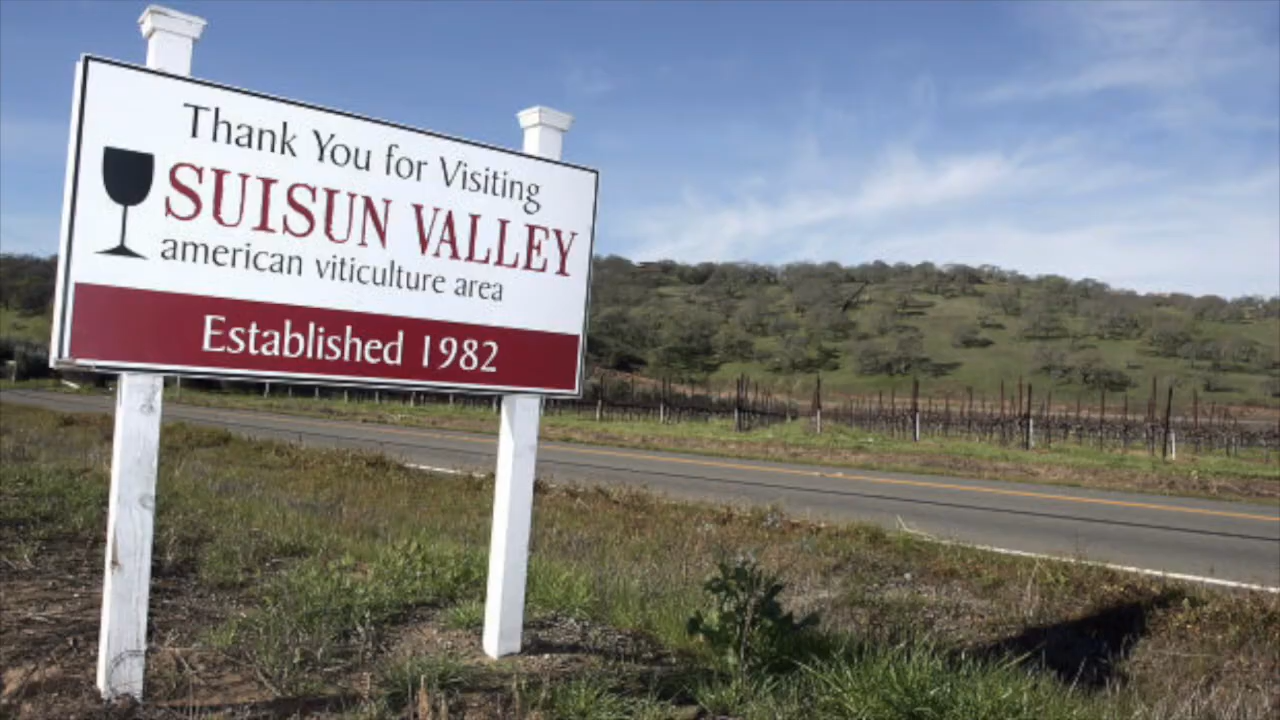 Thank You for Visiting
SUISUN VALLEY
american viticulture area
Established 1982